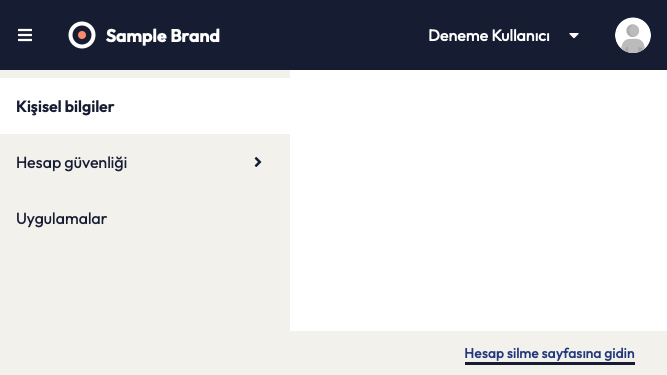 Sample Brand
Deneme Kullanıcı
Kişisel bilgiler
Hesap güvenliği
Uygulamalar
Hesap silme sayfasına gidin